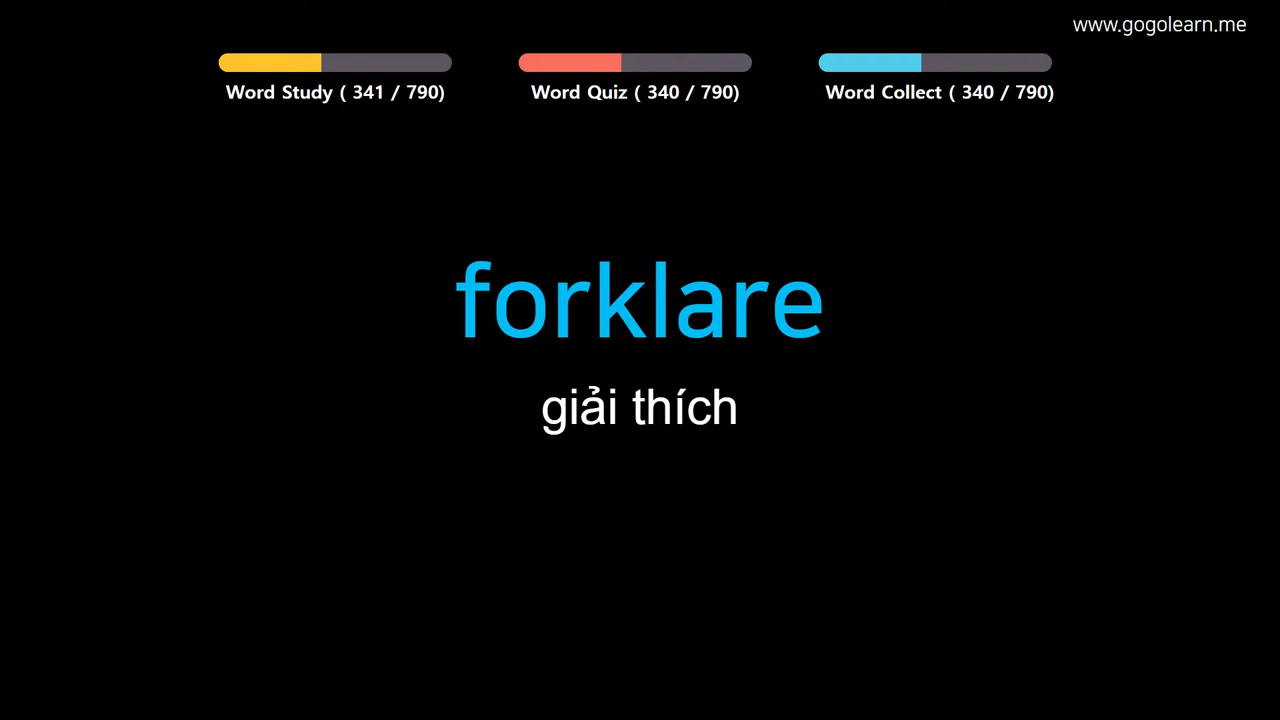 www.gogolearn.me
Word Study ( 341 / 790)
Word Quiz ( 340 / 790)
Word Collect ( 340 / 790)
forklare
giải thích